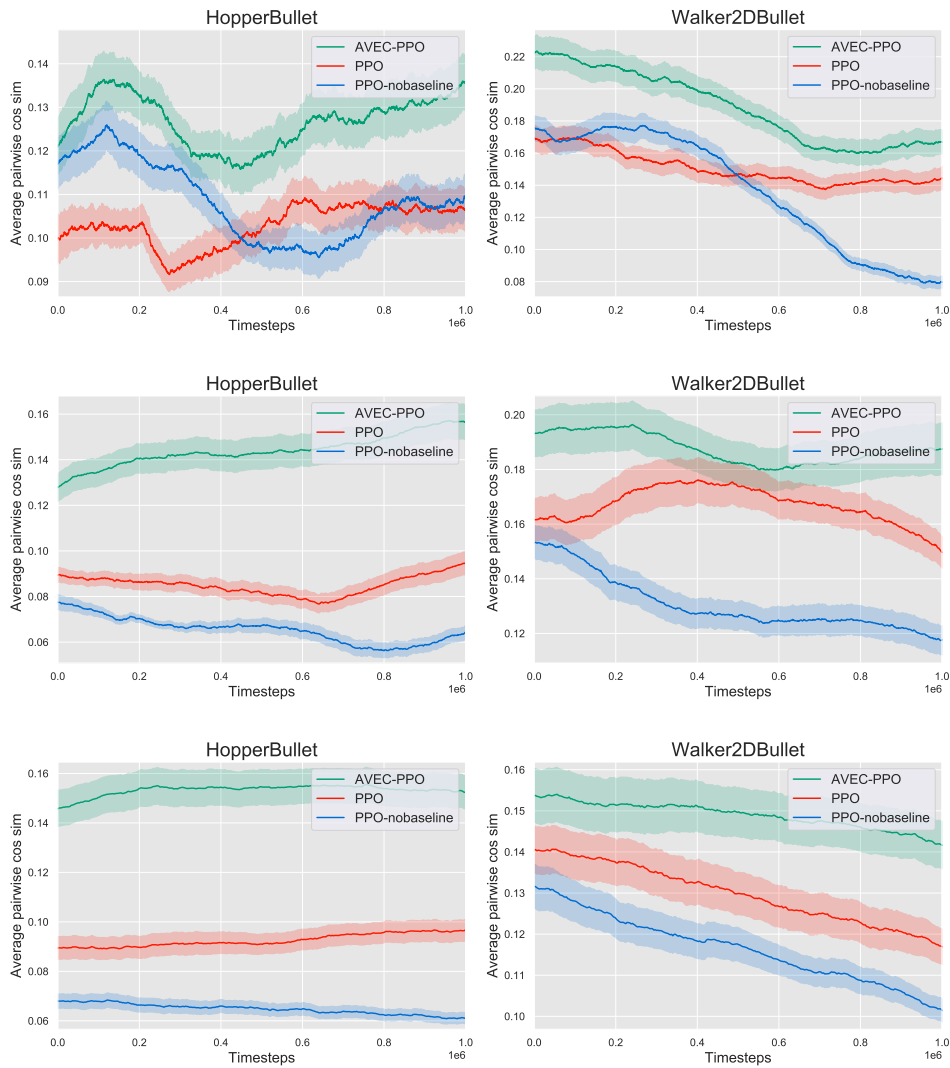 HopperBullet
Average pairwise cos sim
0.14
0.13
0.12
0.11
0.10
0.09
AVEC-PPO
PPO
PPO-nobaseline
0.0 0.2 0.4 0.6 0.8 1.0
Timesteps
1e6
Walker2DBullet
Average pairwise cos sim
0.22
0.20
0.18
0.16
0.14
0.12
0.10
0.08
AVEC-PPO
PPO
PPO-nobaseline
0.0 0.2 0.4 0.6 0.8 1.0
Timesteps
1e6
HopperBullet
Average pairwise cos sim
0.16
0.14
0.12
0.10
0.08
0.06
AVEC-PPO
PPO
PPO-nobaseline
0.0 0.2 0.4 0.6 0.8 1.0
Timesteps
1e6
Walker2DBullet
Average pairwise cos sim
0.20
0.18
0.16
0.14
0.12
AVEC-PPO
PPO
PPO-nobaseline
0.0 0.2 0.4 0.6 0.8 1.0
Timesteps
1e6
HopperBullet
Average pairwise cos sim
0.16
0.14
0.12
0.10
0.08
0.06
AVEC-PPO
PPO
PPO-nobaseline
0.0 0.2 0.4 0.6 0.8 1.0
Timesteps
1e6
Walker2DBullet
Average pairwise cos sim
0.16
0.15
0.14
0.13
0.12
0.11
0.10
AVEC-PPO
PPO
PPO-nobaseline
0.0 0.2 0.4 0.6 0.8 1.0
Timesteps
1e6